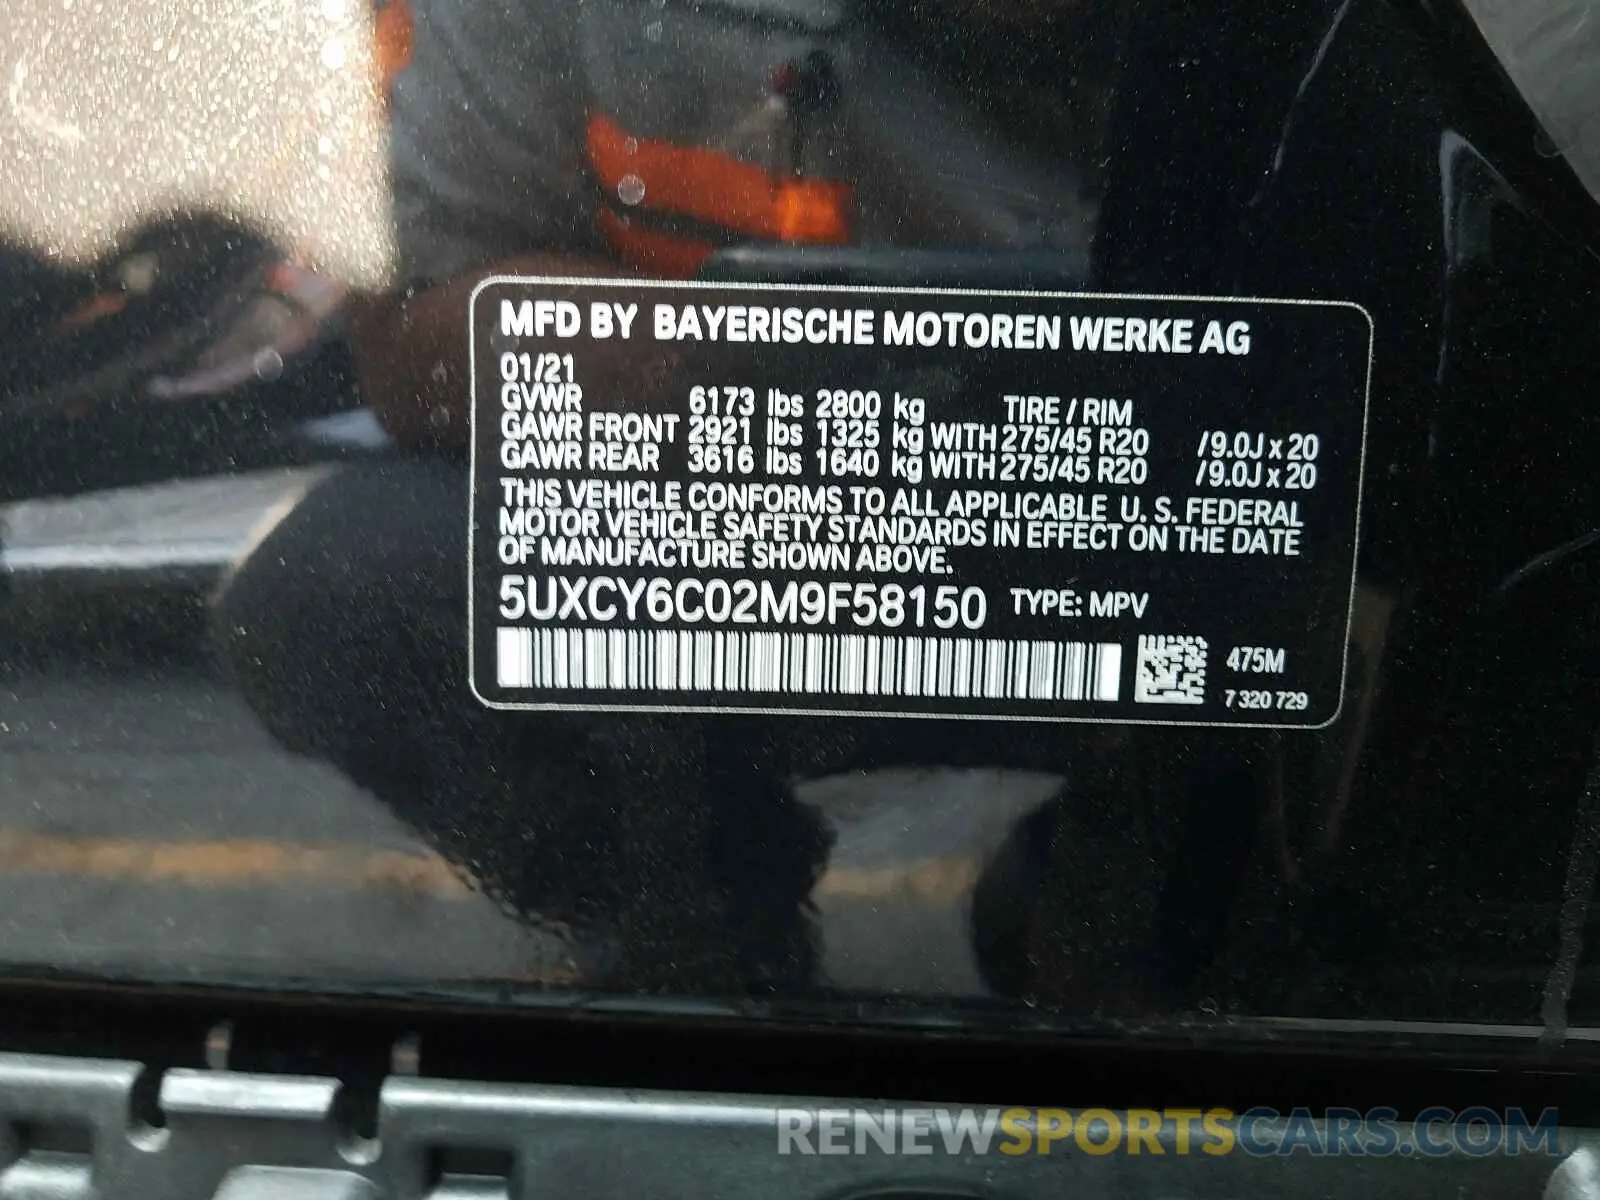 MFD BY BAYERISCHE MOTOREN WERKE AG
01/21
GVWR 6173 lbs 2800 kg TIRE / RIM
GAWR FRONT 2921 lbs 1325 kg WITH 275/45 R20 /9.0J x 20
GAWR REAR 3616 lbs 1640 kg WITH 275/45 R20 /9.0J x 20
THIS VEHICLE CONFORMS TO ALL APPLICABLE U. S. FEDERAL
MOTOR VEHICLE SAFETY STANDARDS IN EFFECT ON THE DATE
OF MANUFACTURE SHOWN ABOVE.
5UXCY6C02M9F58150 TYPE: MPV
475M
7 320 729
RENEWSPORTSCARS.COM